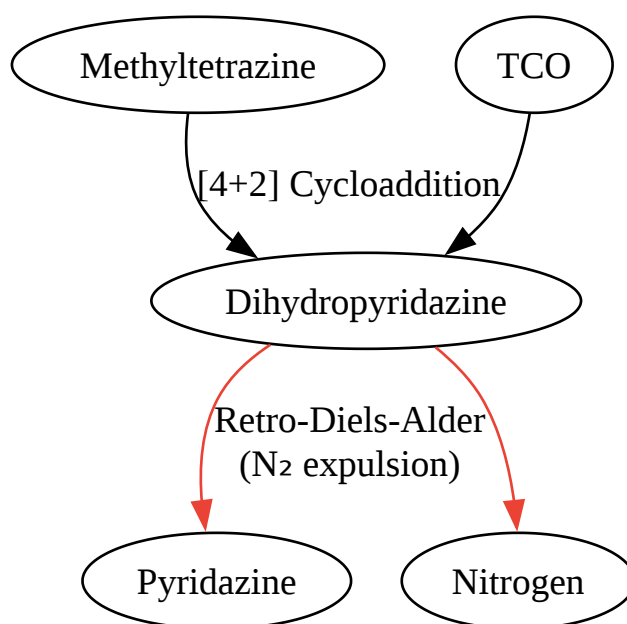 Methyltetrazine
TCO
[4+2] Cycloaddition
Dihydropyridazine
Retro-Diels-Alder
(N₂ expulsion)
Pyridazine
Nitrogen